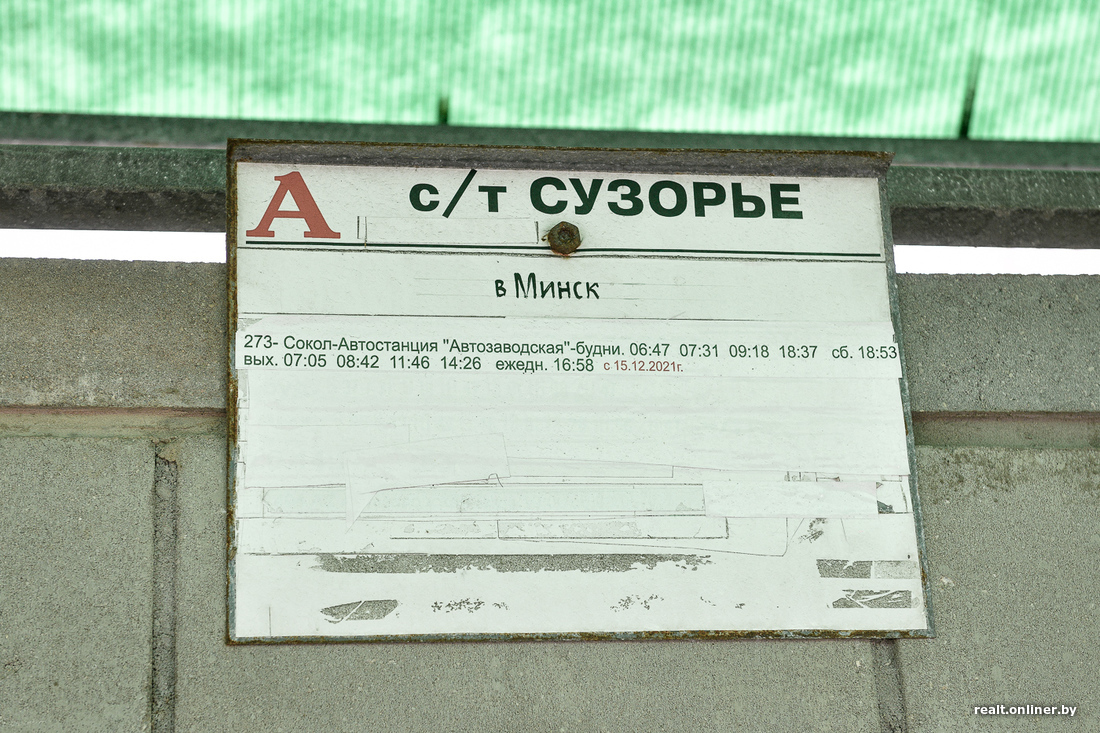 А с/т СУЗОРЬЕ
в Минск
273- Сокол-Автостанция "Автозаводская"-будни. 06:47 07:31 09:18 18:37 сб. 18:53
вых. 07:05 08:42 11:46 14:26 ежедн. 16:58 с 15.12.2021г.
realt.onliner.by